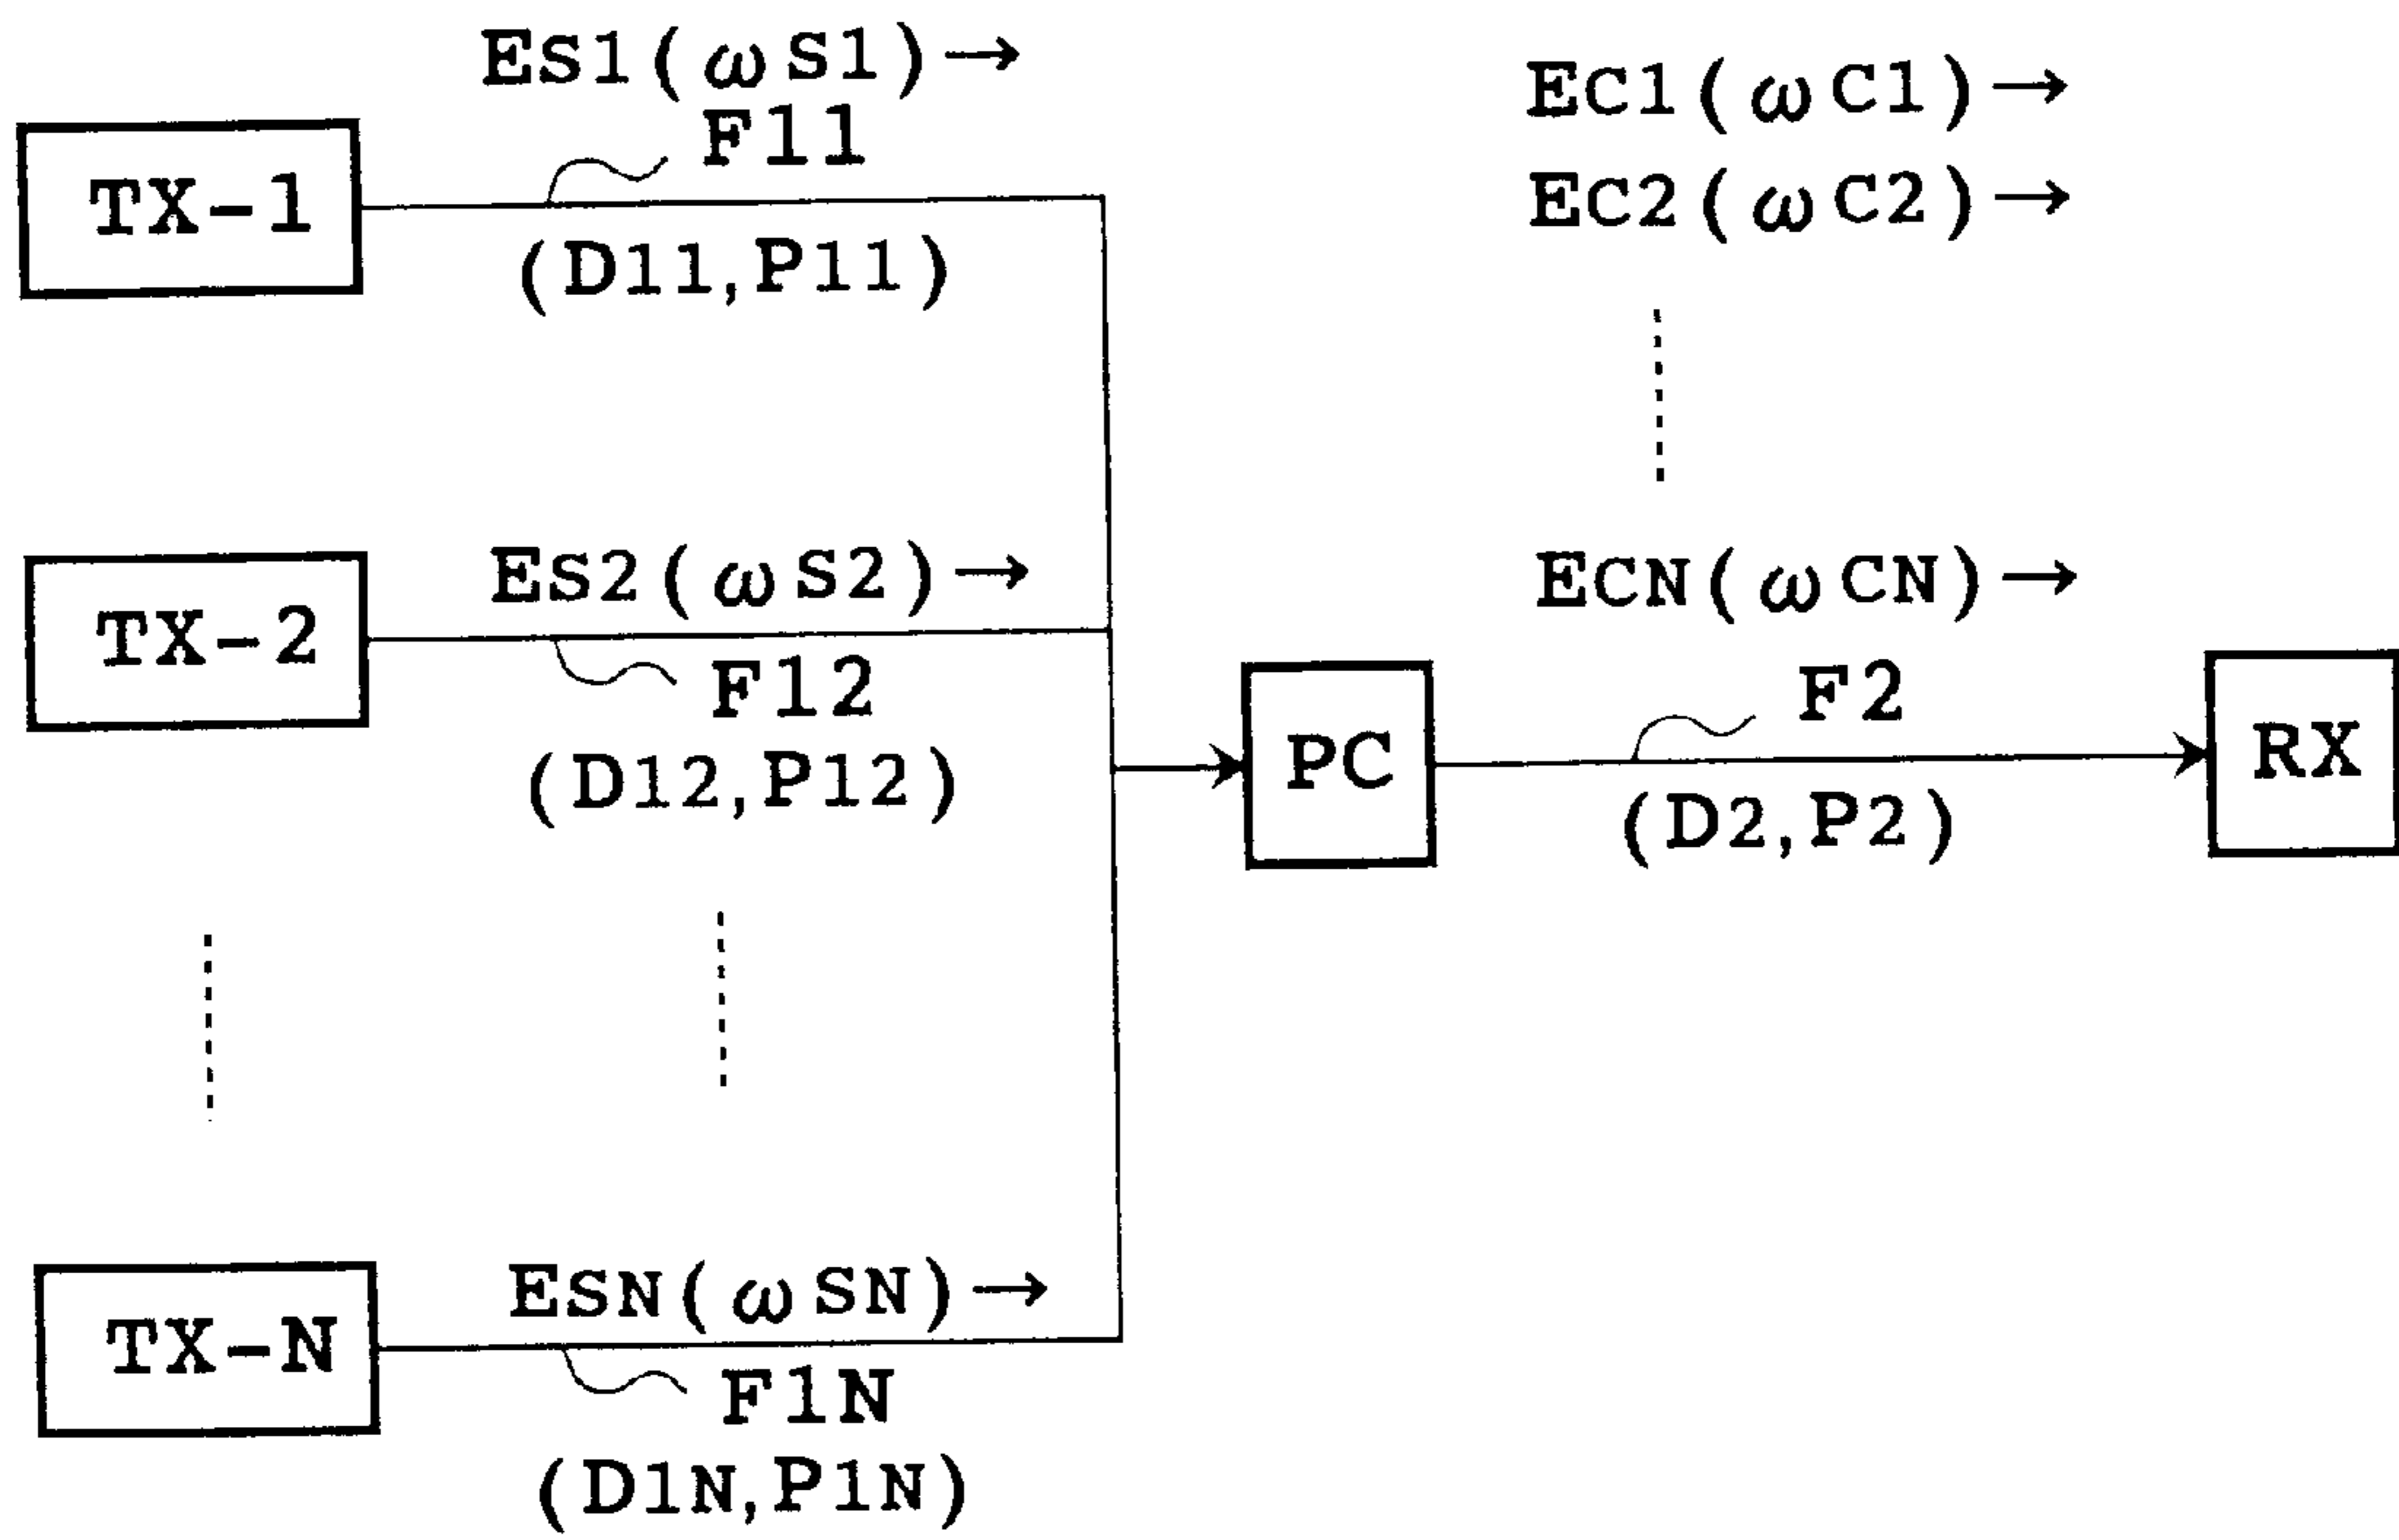 ES1(ωS1)→
F11
TX-1
(D11,P11)
EC1(ωC1)→
EC2(ωC2)→
ECN(ωCN)→
ES2(ωS2)→
TX-2
F12
(D12,P12)
PC
F2
(D2,P2)
RX
ESN(ωSN)→
TX-N
F1N
(D1N,P1N)